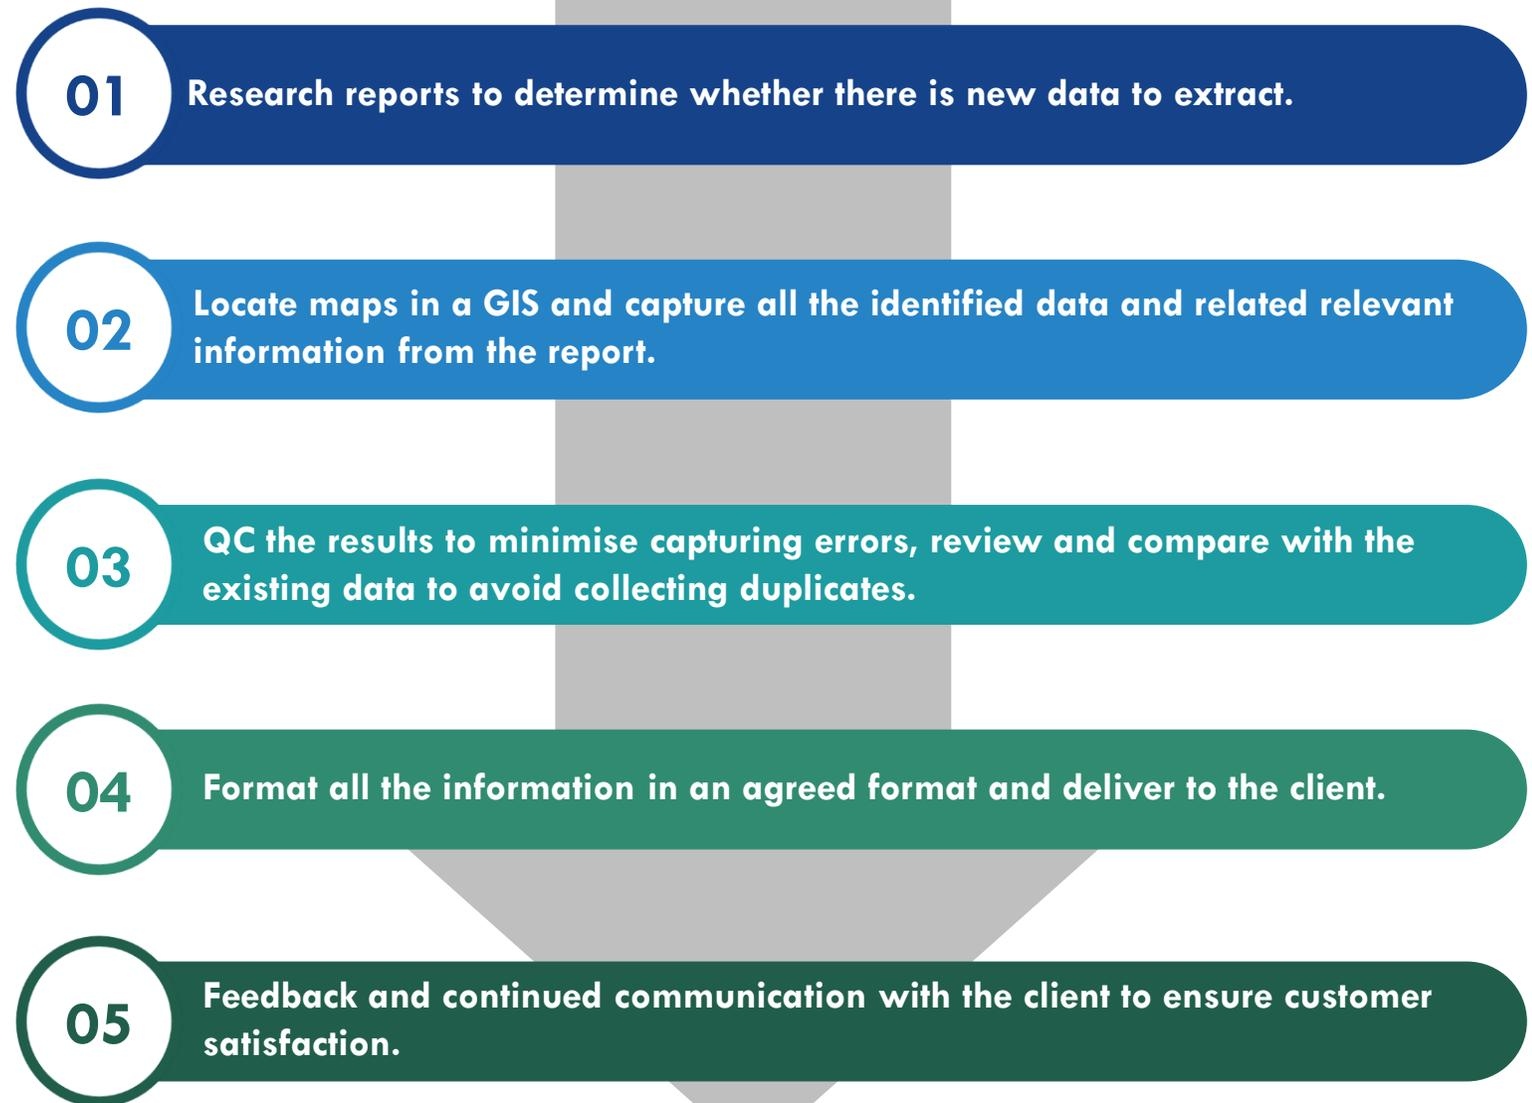 01
Research reports to determine whether there is new data to extract.
02
Locate maps in a GIS and capture all the identified data and related relevant
information from the report.
03
QC the results to minimise capturing errors, review and compare with the
existing data to avoid collecting duplicates.
04
Format all the information in an agreed format and deliver to the client.
05
Feedback and continued communication with the client to ensure customer
satisfaction.